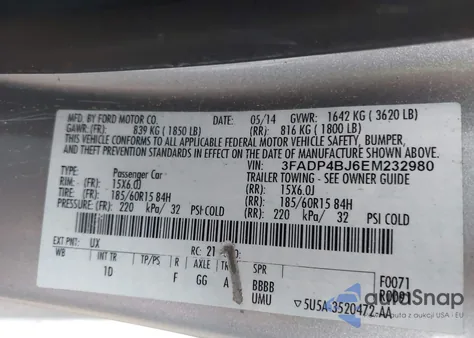 MFD. BY FORD MOTOR CO. DATE: 05/14 GVWR: 1642 KG (3620 LB)
GAWR: (FR): 839 KG (1850 LB) (RR): 816 KG (1800 LB)
THIS VEHICLE CONFORMS TO ALL APPLICABLE FEDERAL MOTOR VEHICLE SAFETY, BUMPER,
AND THEFT PREVENTION STANDARDS IN EFFECT ON THE DATE OF MANUFACTURE SHOWN ABOVE.
VIN: 3FADP4BJ6EM232980
TYPE: Passenger Car TRAILER TOWING - SEE OWNER GUIDE
RIM: 15X6.0J 15X6.0J
TIRE: 185/60R15 84H 185/60R15 84H
PRESSURE: (FR) 220 kPa/ 32 PSI COLD (RR) 220 kPa/ 32 PSI COLD
EXT PNT: UX RC: 21
WB INT TR TP/PS R AXLE TR SPR
1D F GG A BBBB
UMU
F0071
R0091
▽5U5A-3520472-AA
autoSnap
Dostawca aut z USA i Europy